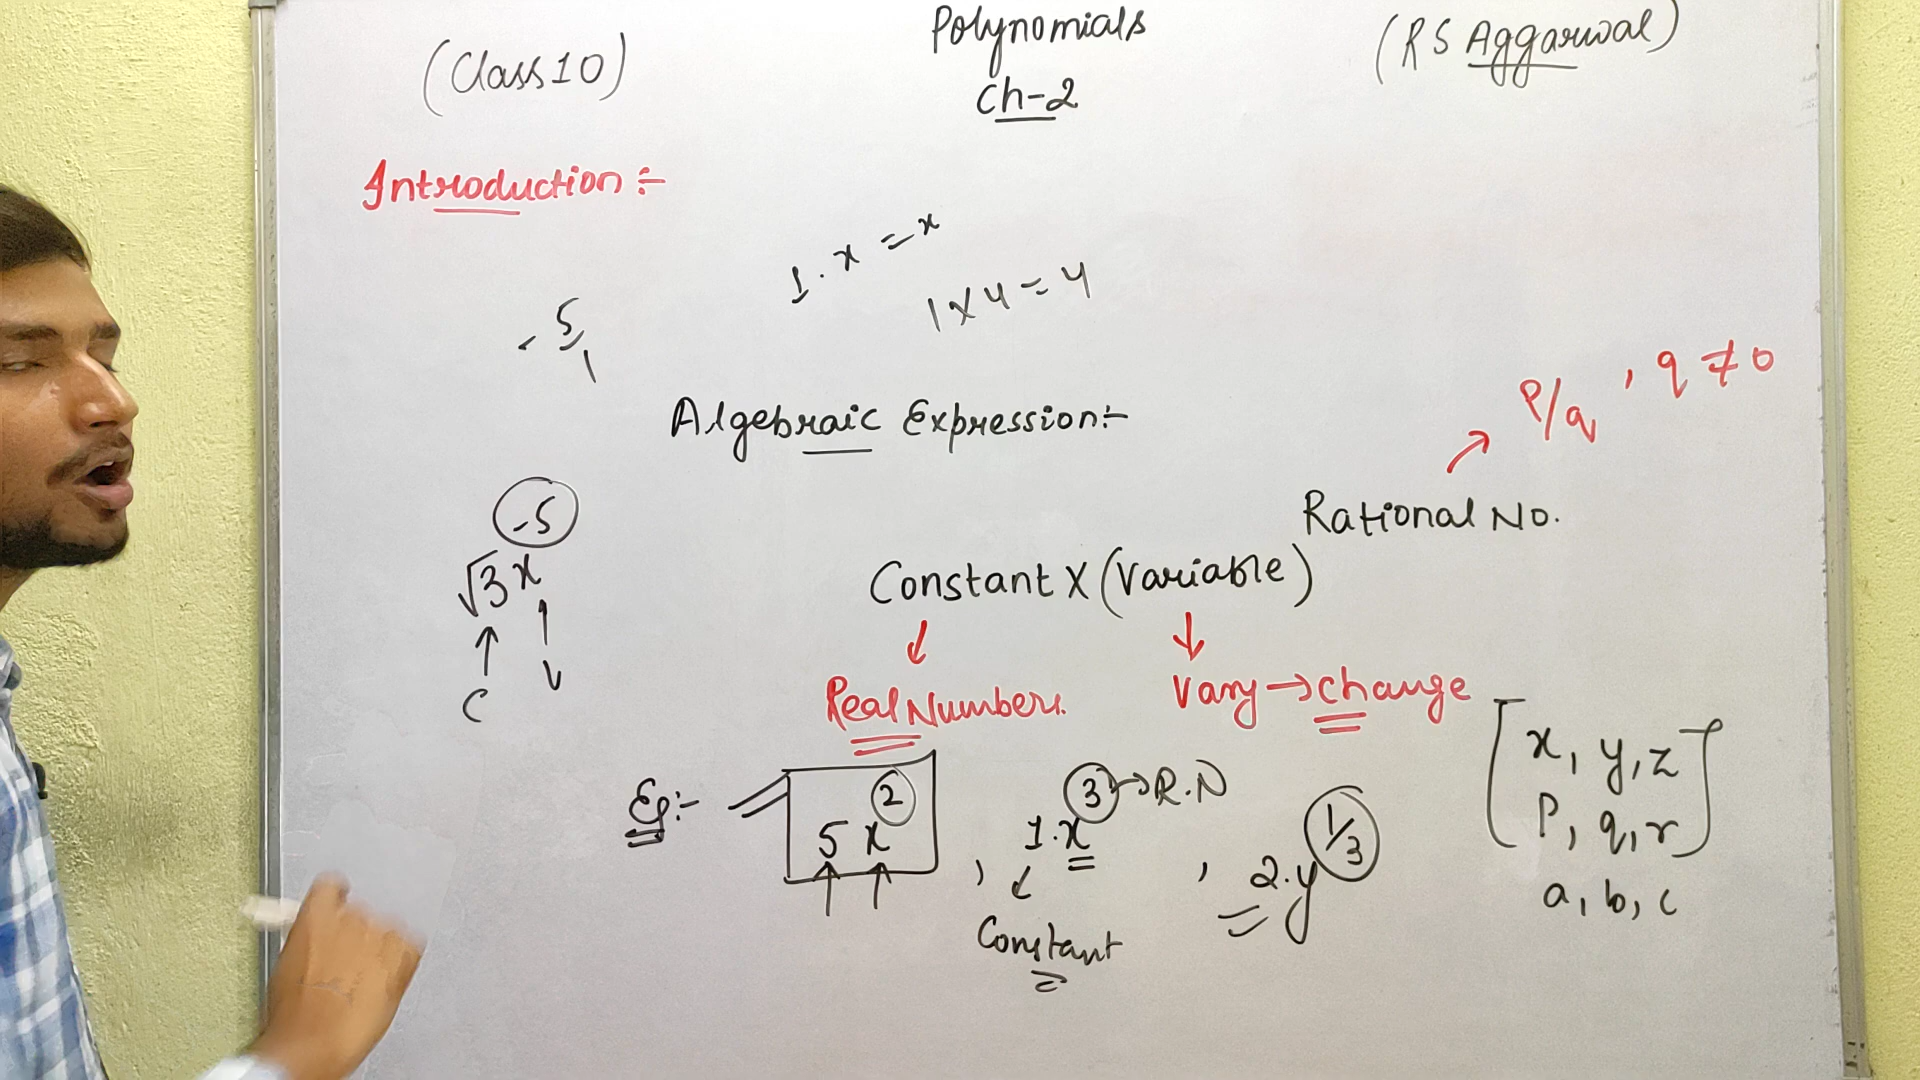 (Class 10)
Polynomials
Ch-2
(RS Aggarwal)
Introduction :-
1 . x = x
1 x 4 = 4
- 5/1
Algebraic Expression:-
P/q , q ≠ 0
Rational No.
Constant X (Variable)
Real Numbers.
Vary → change
√3 x^-5
C
V
Eg:-
5 x^2 , 1.x^3 → R.N , 2.y^1/3
Constant
[x, y, z
p, q, r]
a, b, c